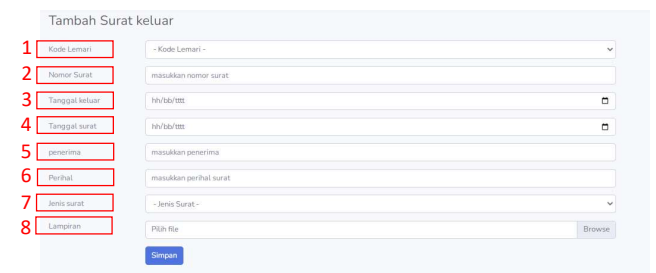 Tambah Surat keluar
1 Kode Lemari - Kode Lemari -
2 Nomor Surat masukkan nomor surat
3 Tanggal keluar hh/bb/tttt
4 Tanggal surat hh/bb/tttt
5 penerima masukkan penerima
6 Perihal masukkan perihal surat
7 Jenis surat - Jenis Surat -
8 Lampiran Pilih file Browse
Simpan